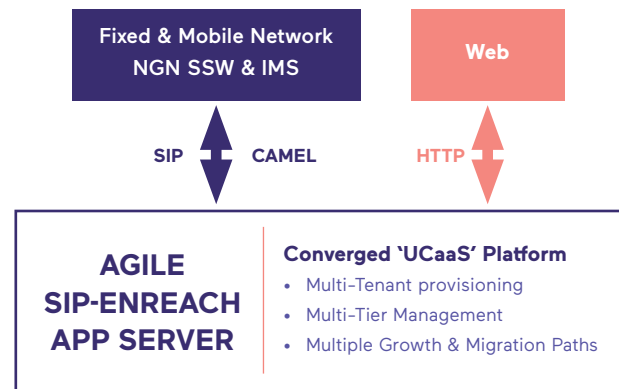 Fixed & Mobile Network
NGN SSW & IMS
Web
SIP
CAMEL
HTTP
AGILE
SIP-ENREACH
APP SERVER
Converged ‘UCaaS’ Platform
• Multi-Tenant provisioning
• Multi-Tier Management
• Multiple Growth & Migration Paths